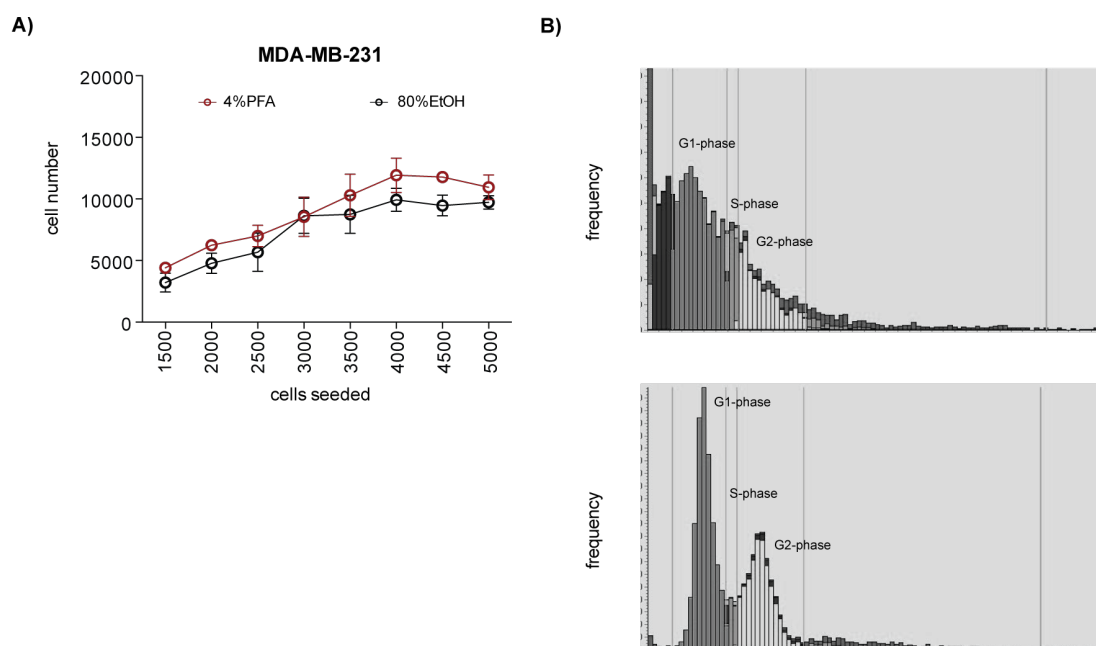 A)
MDA-MB-231
20000
15000
10000
5000
0
cell number
4%PFA
80%EtOH
1500
2000
2500
3000
3500
4000
4500
5000
cells seeded
B)
frequency
G1-phase
S-phase
G2-phase
frequency
G1-phase
S-phase
G2-phase